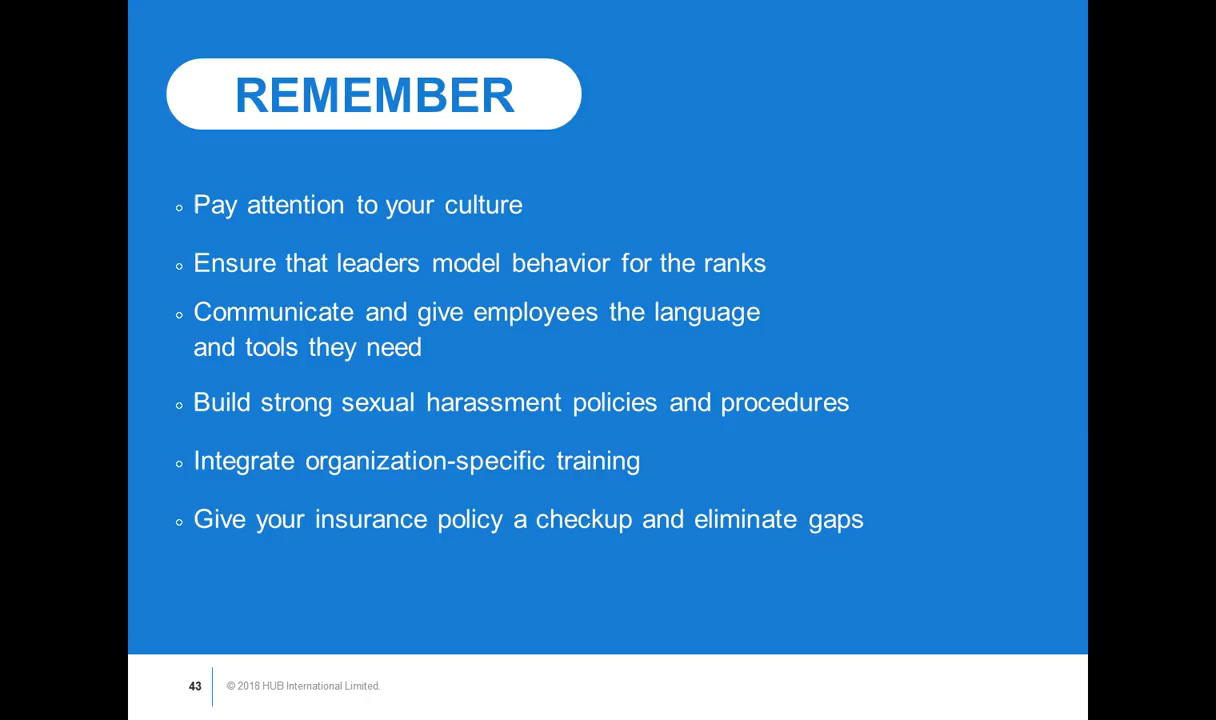 REMEMBER
Pay attention to your culture
Ensure that leaders model behavior for the ranks
Communicate and give employees the language
and tools they need
Build strong sexual harassment policies and procedures
Integrate organization-specific training
Give your insurance policy a checkup and eliminate gaps
43
© 2018 HUB International Limited.